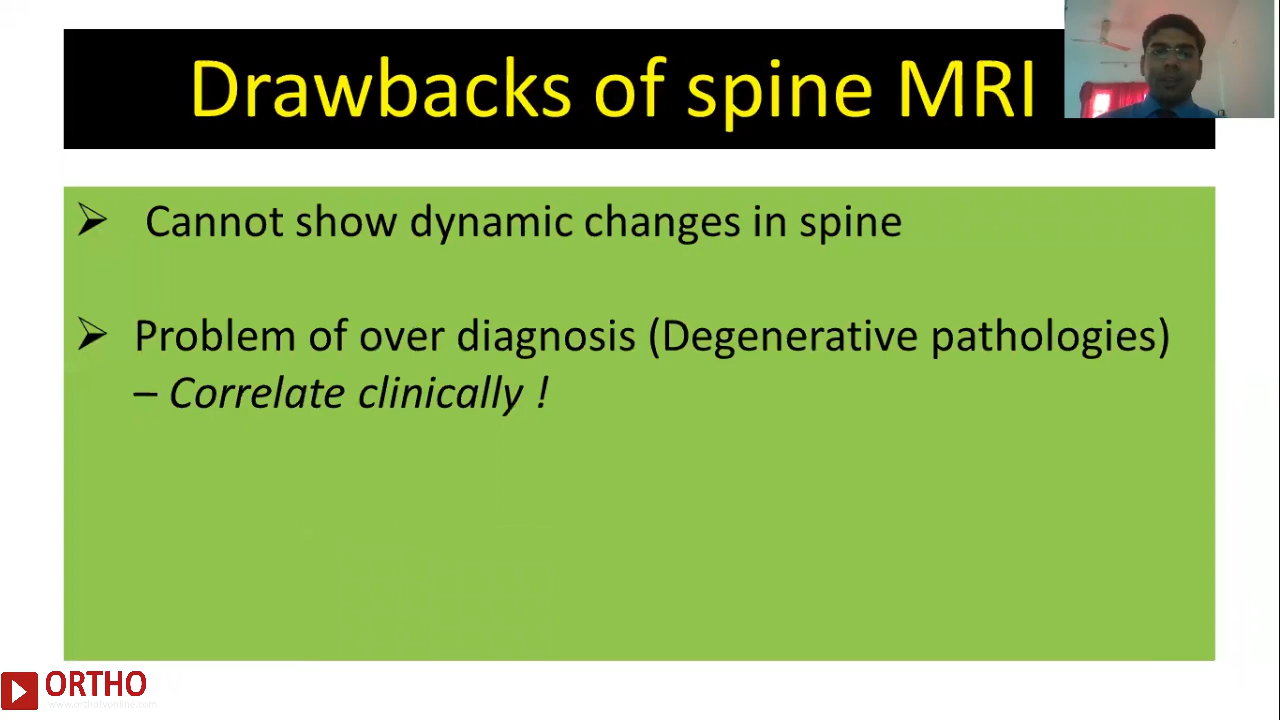 Drawbacks of spine MRI
➢ Cannot show dynamic changes in spine
➢ Problem of over diagnosis (Degenerative pathologies)
– Correlate clinically !
ORTHO
www.orthotvonline.com